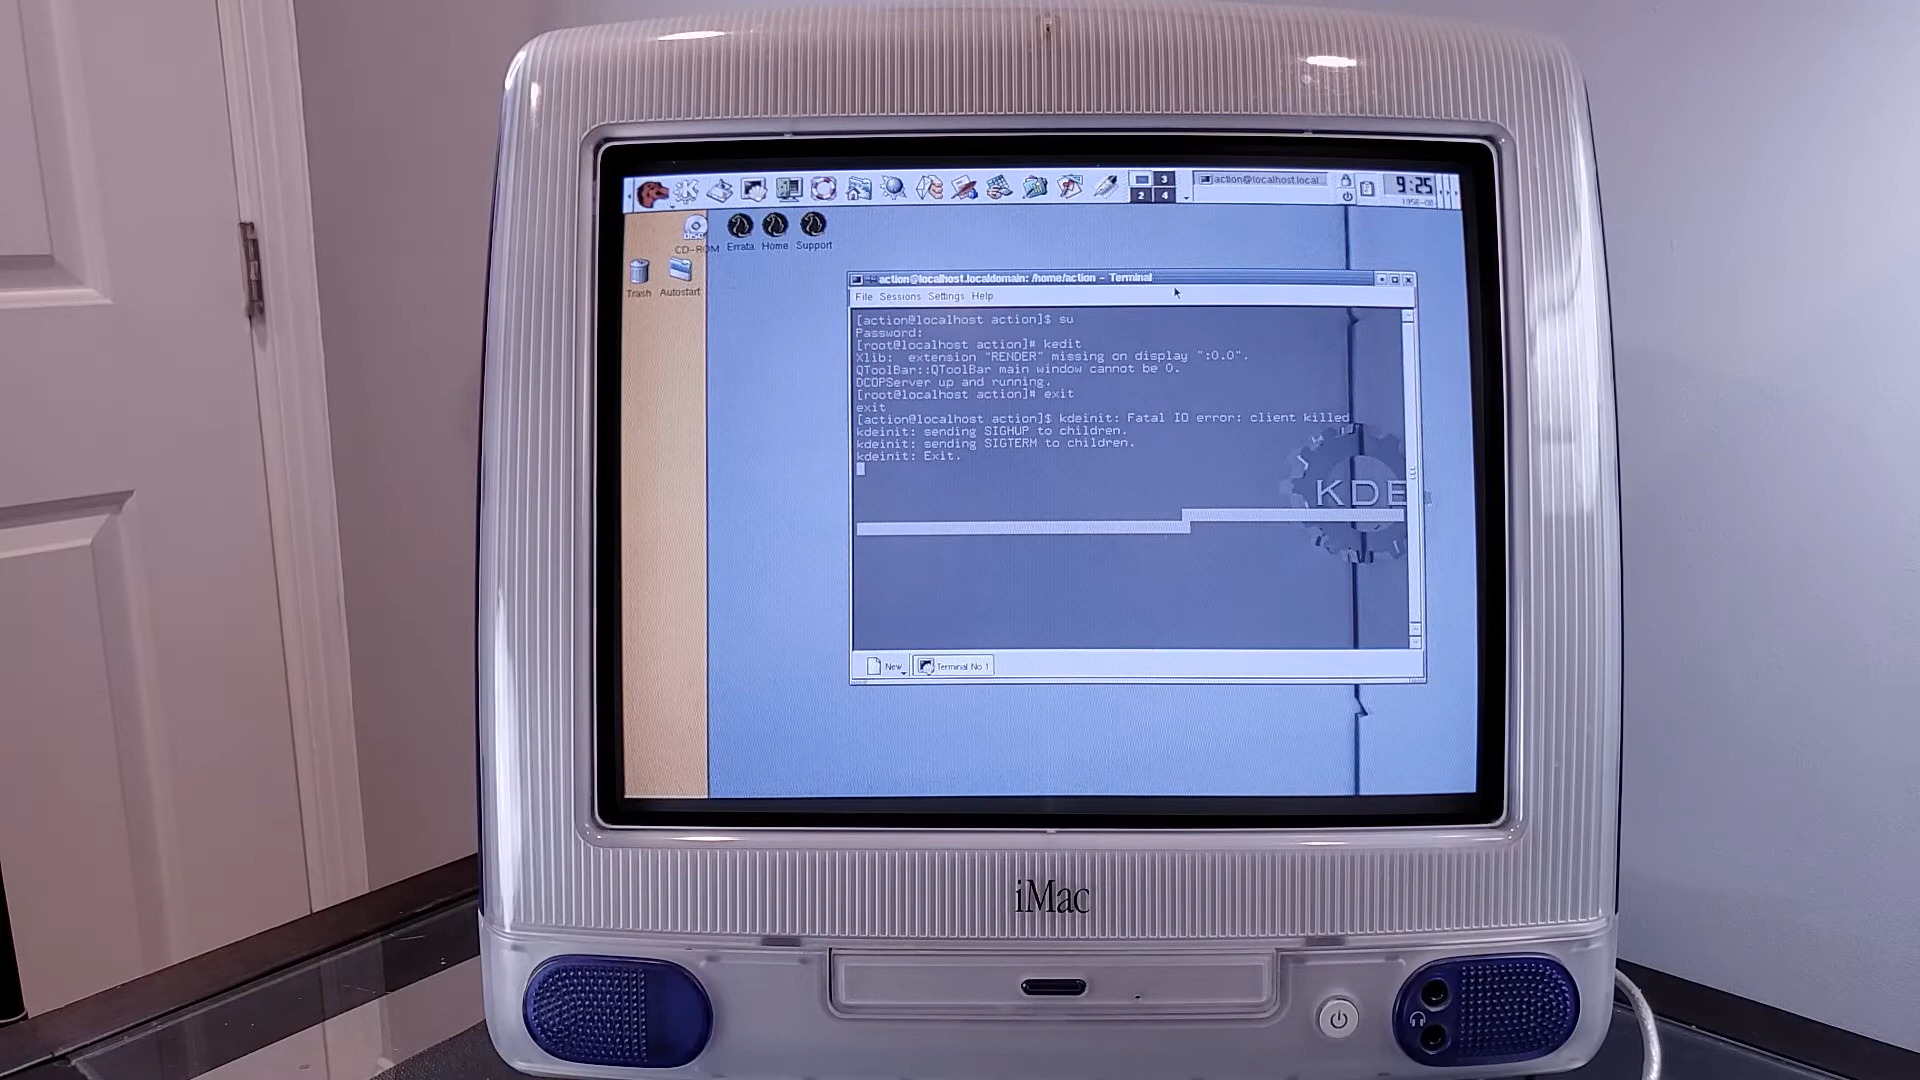 3
action@localhost.local
9:25
2
4
CD-ROM
Errata
Home
Support
Trash
Autostart
action@localhost.localdomain: /home/action - Terminal
File Sessions Settings Help
[action@localhost action]$ su
Password:
[root@localhost action]# kedit
Xlib:  extension "RENDER" missing on display ":0.0".
QToolBar::QToolBar main window cannot be 0.
DCOPServer up and running.
[root@localhost action]# exit
exit
[action@localhost action]$ kdeinit: Fatal IO error: client killed
kdeinit: sending SIGHUP to children.
kdeinit: sending SIGTERM to children.
kdeinit: Exit.
KDE
New
Terminal No 1
iMac